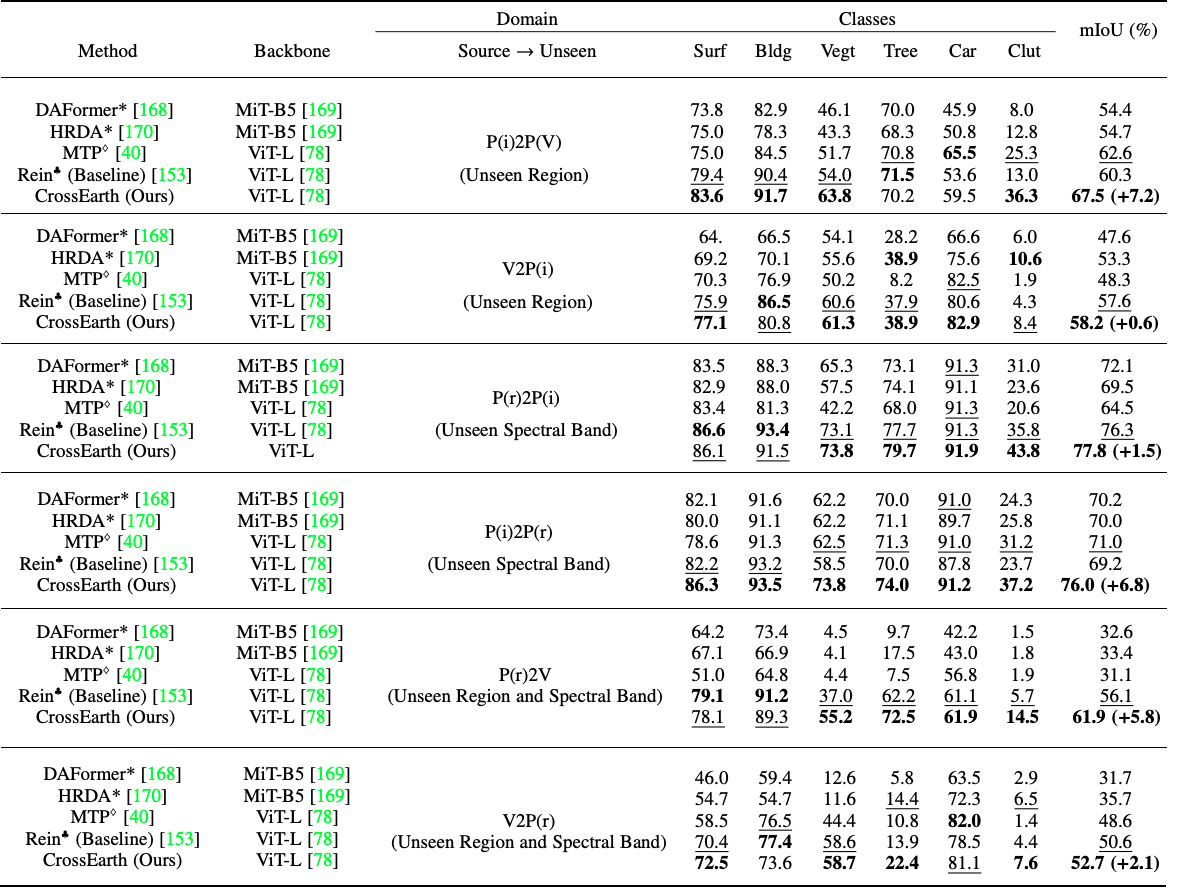 Domain Classes mIoU (%)
Method Backbone Source → Unseen Surf Bldg Vegt Tree Car Clut
DAFormer* [168] MiT-B5 [169] 73.8 82.9 46.1 70.0 45.9 8.0 54.4
HRDA* [170] MiT-B5 [169] P(i)2P(V) 75.0 78.3 43.3 68.3 50.8 12.8 54.7
MTP◊ [40] ViT-L [78] 75.0 84.5 51.7 70.8 65.5 25.3 62.6
Rein♣ (Baseline) [153] ViT-L [78] (Unseen Region) 79.4 90.4 54.0 71.5 53.6 13.0 60.3
CrossEarth (Ours) ViT-L [78] 83.6 91.7 63.8 70.2 59.5 36.3 67.5 (+7.2)
DAFormer* [168] MiT-B5 [169] 64. 66.5 54.1 28.2 66.6 6.0 47.6
HRDA* [170] MiT-B5 [169] V2P(i) 69.2 70.1 55.6 38.9 75.6 10.6 53.3
MTP◊ [40] ViT-L [78] 70.3 76.9 50.2 8.2 82.5 1.9 48.3
Rein♣ (Baseline) [153] ViT-L [78] (Unseen Region) 75.9 86.5 60.6 37.9 80.6 4.3 57.6
CrossEarth (Ours) ViT-L [78] 77.1 80.8 61.3 38.9 82.9 8.4 58.2 (+0.6)
DAFormer* [168] MiT-B5 [169] 83.5 88.3 65.3 73.1 91.3 31.0 72.1
HRDA* [170] MiT-B5 [169] P(r)2P(i) 82.9 88.0 57.5 74.1 91.1 23.6 69.5
MTP◊ [40] ViT-L [78] 83.4 81.3 42.2 68.0 91.3 20.6 64.5
Rein♣ (Baseline) [153] ViT-L [78] (Unseen Spectral Band) 86.6 93.4 73.1 77.7 91.3 35.8 76.3
CrossEarth (Ours) ViT-L 86.1 91.5 73.8 79.7 91.9 43.8 77.8 (+1.5)
DAFormer* [168] MiT-B5 [169] 82.1 91.6 62.2 70.0 91.0 24.3 70.2
HRDA* [170] MiT-B5 [169] P(i)2P(r) 80.0 91.1 62.2 71.1 89.7 25.8 70.0
MTP◊ [40] ViT-L [78] 78.6 91.3 62.5 71.3 91.0 31.2 71.0
Rein♣ (Baseline) [153] ViT-L [78] (Unseen Spectral Band) 82.2 93.2 58.5 70.0 87.8 23.7 69.2
CrossEarth (Ours) ViT-L [78] 86.3 93.5 73.8 74.0 91.2 37.2 76.0 (+6.8)
DAFormer* [168] MiT-B5 [169] 64.2 73.4 4.5 9.7 42.2 1.5 32.6
HRDA* [170] MiT-B5 [169] 67.1 66.9 4.1 17.5 43.0 1.8 33.4
MTP◊ [40] ViT-L [78] P(r)2V 51.0 64.8 4.4 7.5 56.8 1.9 31.1
Rein♣ (Baseline) [153] ViT-L [78] (Unseen Region and Spectral Band) 79.1 91.2 37.0 62.2 61.1 5.7 56.1
CrossEarth (Ours) ViT-L [78] 78.1 89.3 55.2 72.5 61.9 14.5 61.9 (+5.8)
DAFormer* [168] MiT-B5 [169] 46.0 59.4 12.6 5.8 63.5 2.9 31.7
HRDA* [170] MiT-B5 [169] 54.7 54.7 11.6 14.4 72.3 6.5 35.7
MTP◊ [40] ViT-L [78] V2P(r) 58.5 76.5 44.4 10.8 82.0 1.4 48.6
Rein♣ (Baseline) [153] ViT-L [78] (Unseen Region and Spectral Band) 70.4 77.4 58.6 13.9 78.5 4.4 50.6
CrossEarth (Ours) ViT-L [78] 72.5 73.6 58.7 22.4 81.1 7.6 52.7 (+2.1)